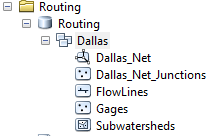 Routing
Routing
Dallas
Dallas_Net
Dallas_Net_Junctions
FlowLines
Gages
Subwatersheds